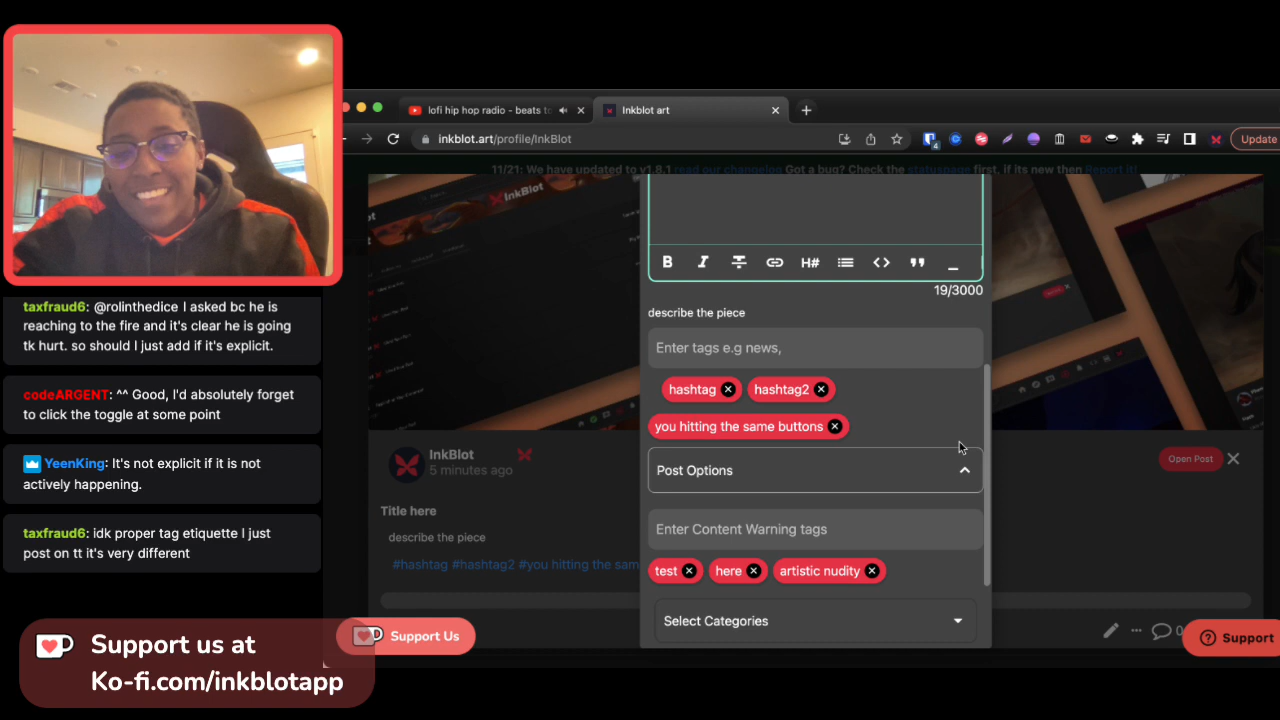 taxfraud6: @rolinthedice I asked bc he is
reaching to the fire and it's clear he is going
tk hurt. so should I just add if it's explicit.
codeARGENT: ^^ Good, I'd absolutely forget
to click the toggle at some point
YeenKing: It's not explicit if it is not
actively happening.
taxfraud6: idk proper tag etiquette I just
post on tt it's very different
Support us at
Ko-fi.com/inkblotapp
lofi hip hop radio - beats to
Inkblot art
inkblot.art/profile/InkBlot
4
Update
11/21: We have updated to v1.8.1 read our changelog Got a bug? Check the statuspage first, if its new then Report it!
InkBlot
B I S H#
19/3000
describe the piece
Enter tags e.g news,
hashtag hashtag2
you hitting the same buttons
Post Options
Enter Content Warning tags
test here artistic nudity
Select Categories
InkBlot
5 minutes ago
Open Post
Title here
describe the piece
#hashtag #hashtag2 #you hitting the sam
Support Us
0
Support